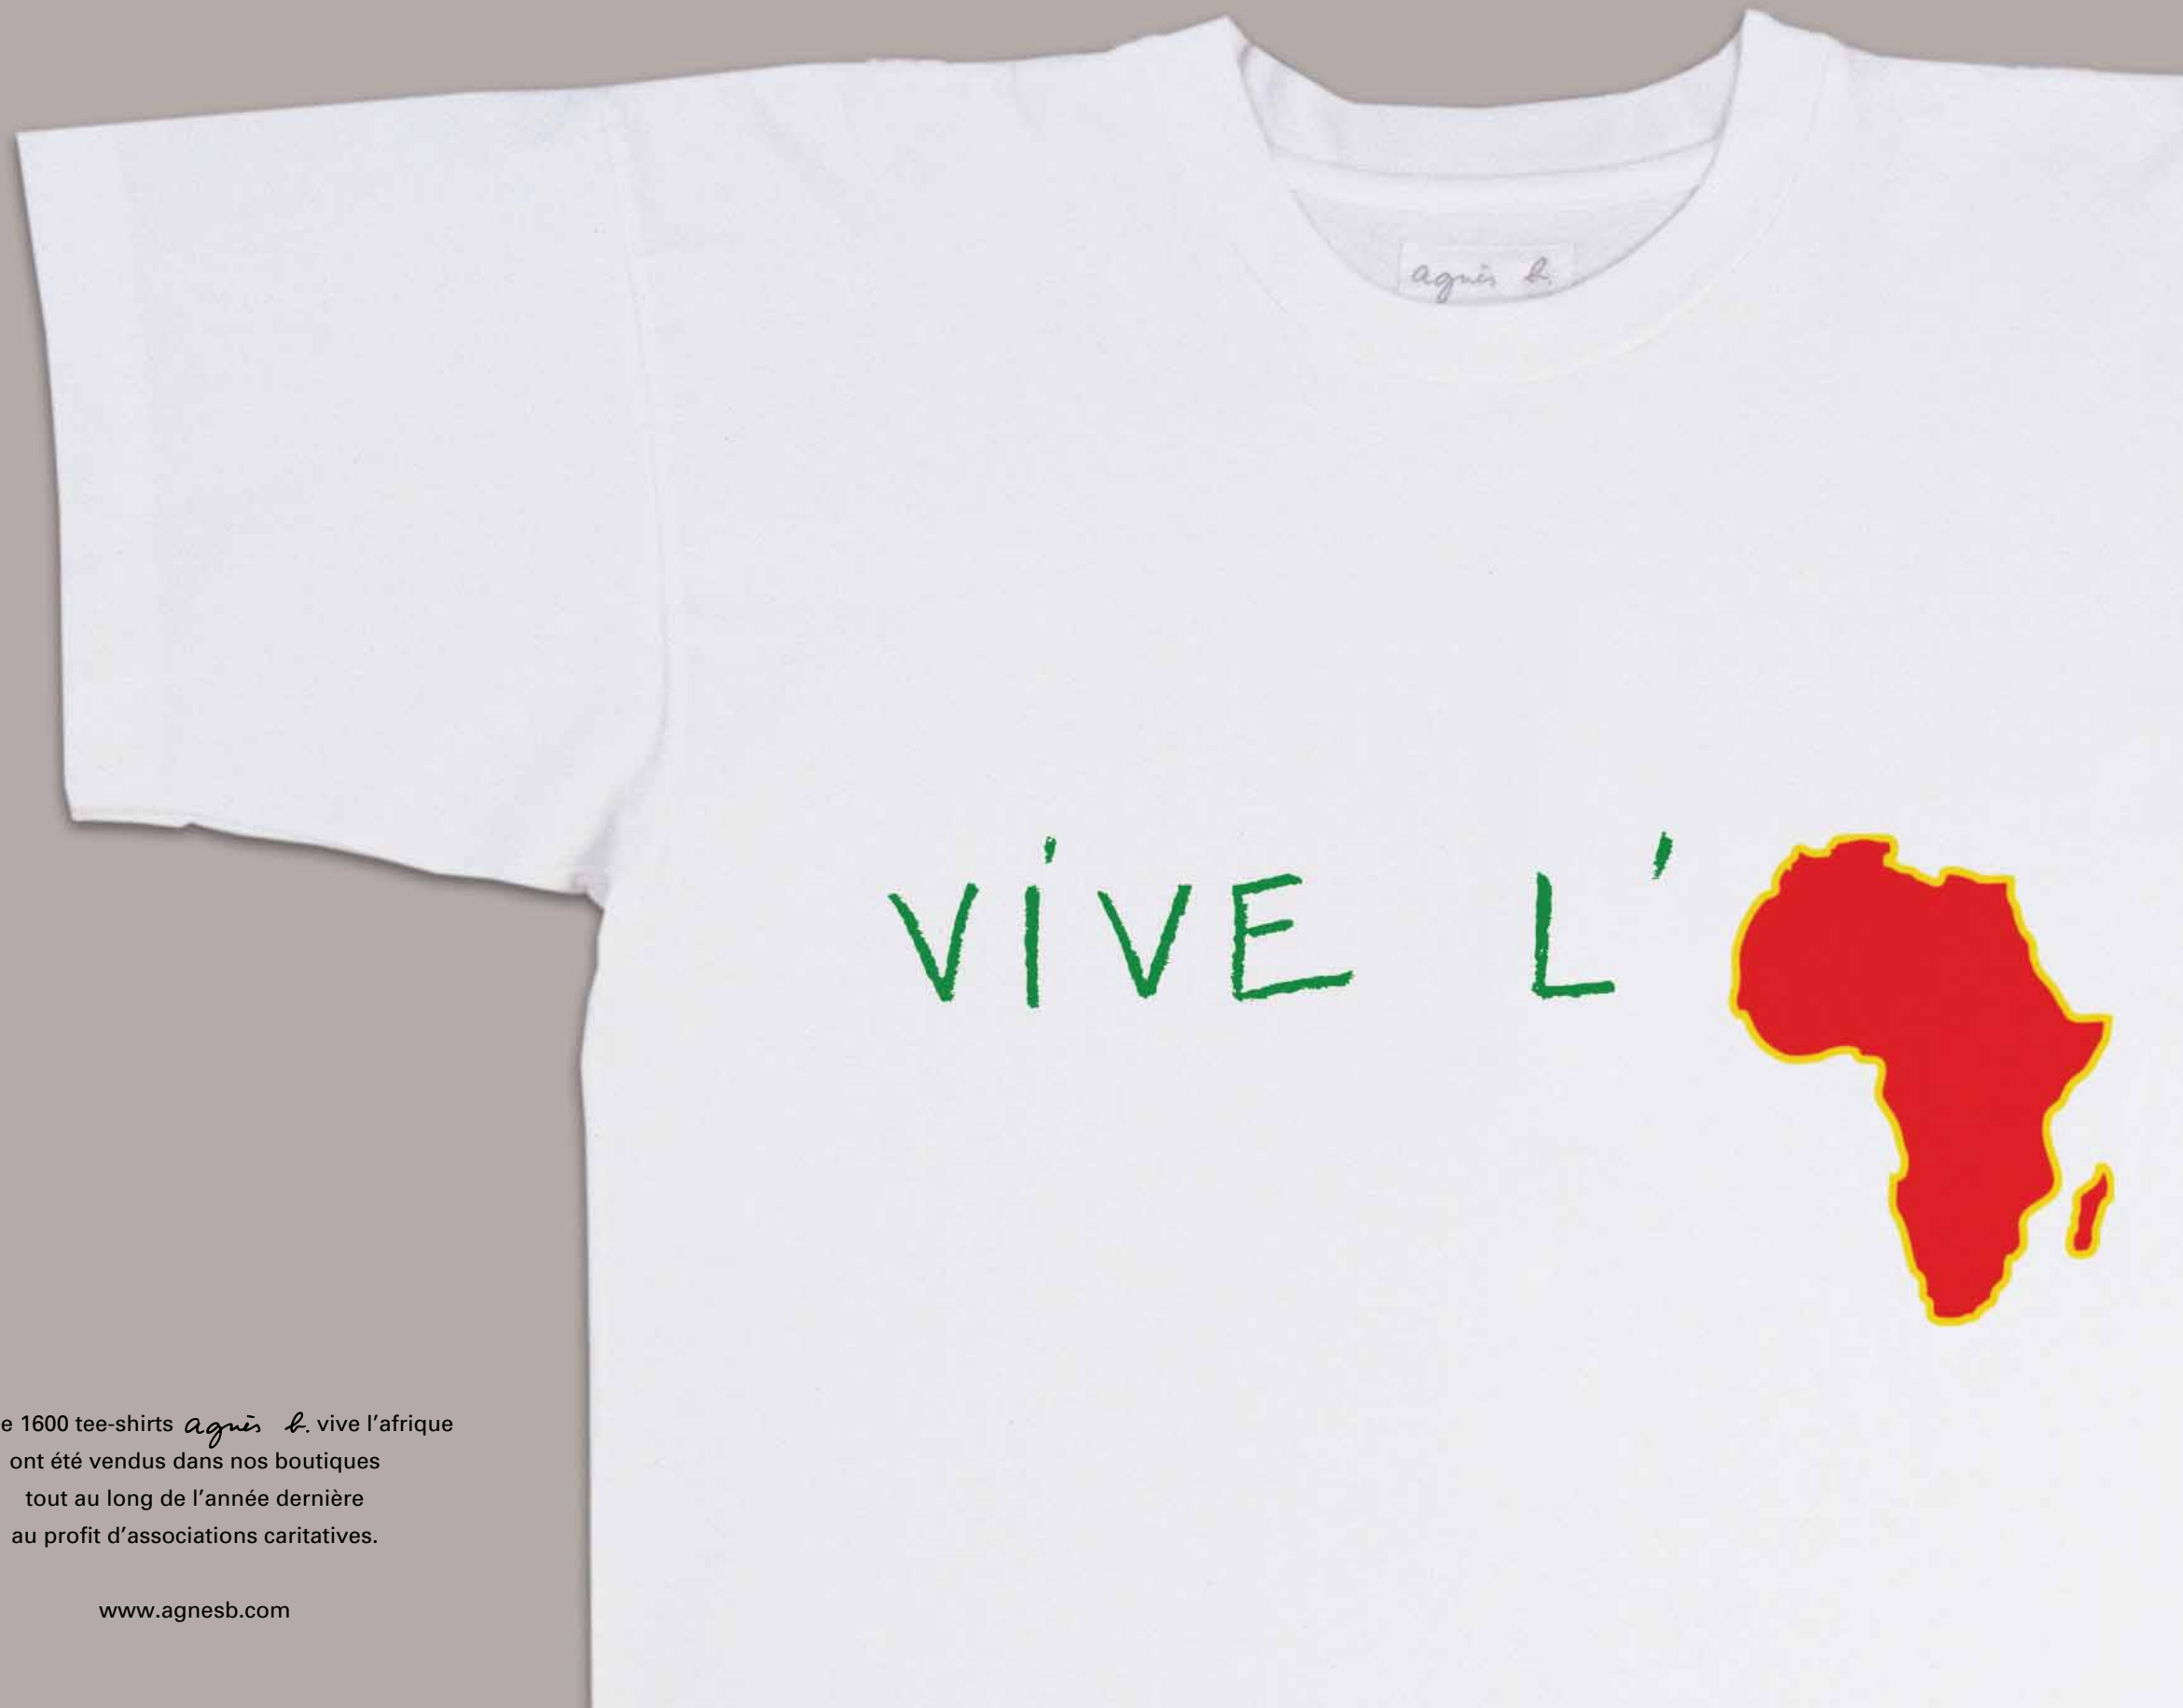 agnès b.
VIVE L'
e 1600 tee-shirts agnès b. vive l'afrique
ont été vendus dans nos boutiques
tout au long de l'année dernière
au profit d'associations caritatives.
www.agnesb.com